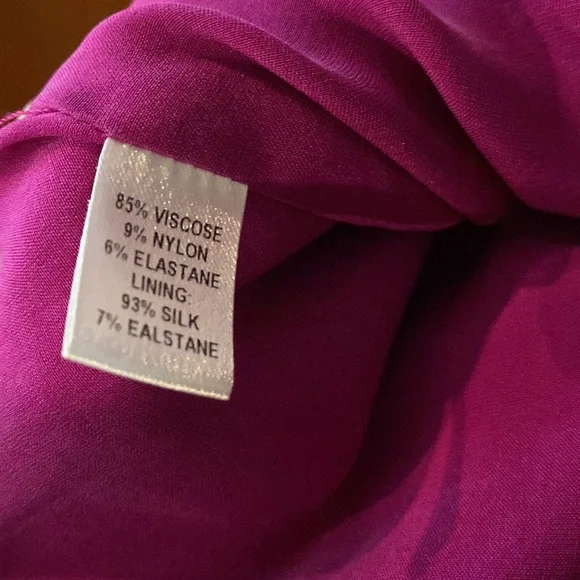 85% VISCOSE
9% NYLON
6% ELASTANE
LINING:
93% SILK
7% EALSTANE